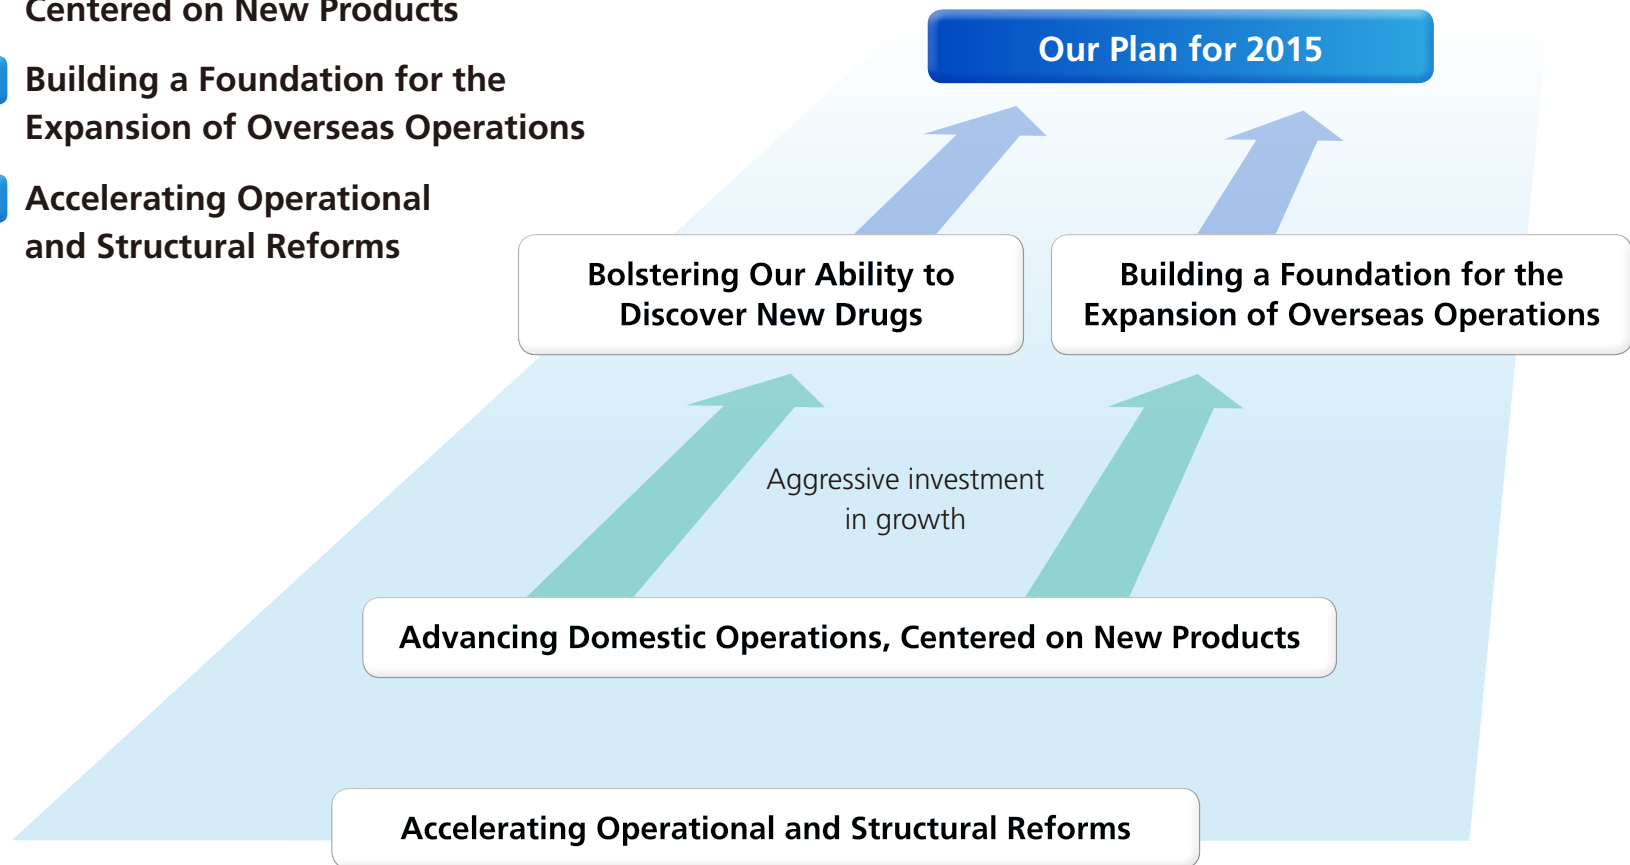 Centered on New Products
Building a Foundation for the
Expansion of Overseas Operations
Accelerating Operational
and Structural Reforms
Our Plan for 2015
Bolstering Our Ability to
Discover New Drugs
Building a Foundation for the
Expansion of Overseas Operations
Aggressive investment
in growth
Advancing Domestic Operations, Centered on New Products
Accelerating Operational and Structural Reforms